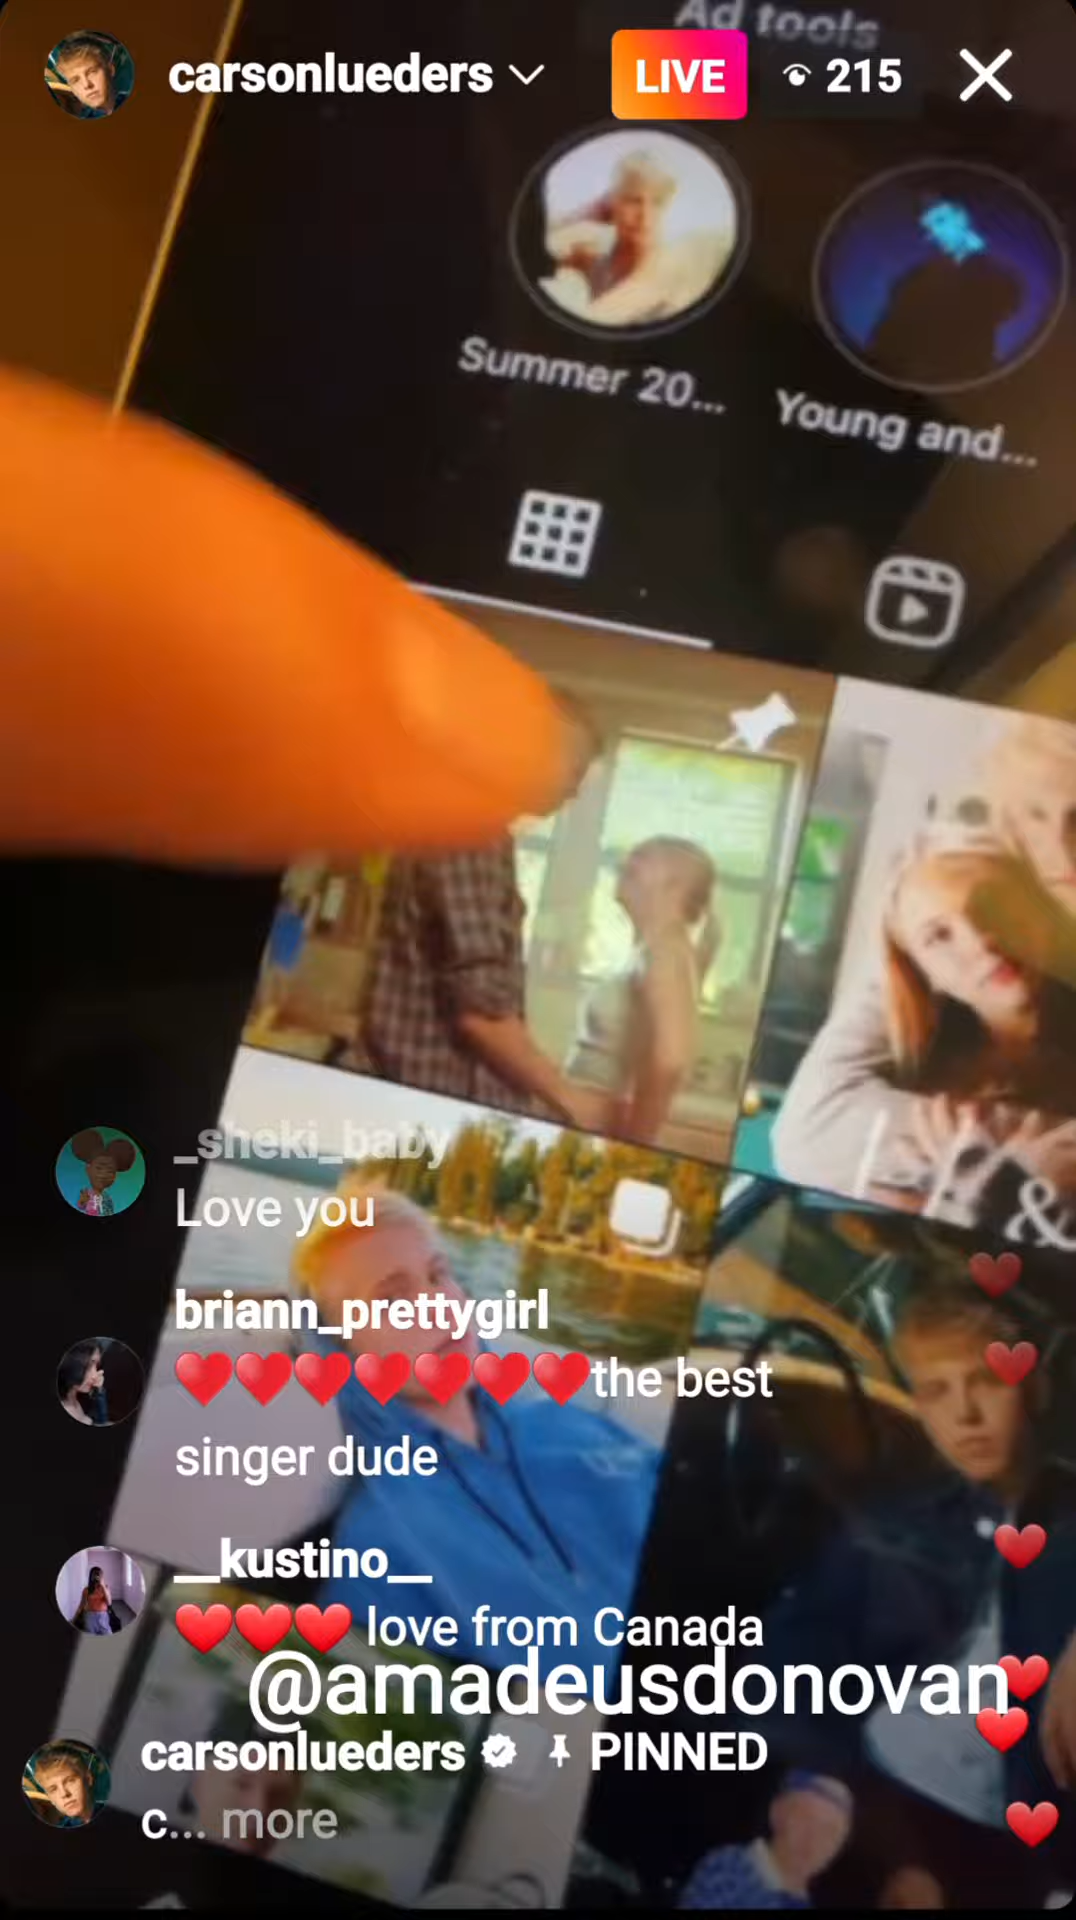 Ad tools
carsonlueders
LIVE
215
Summer 20...
Young and...
_sheki_baby
Love you
briann_prettygirl
❤️❤️❤️❤️❤️❤️❤️the best
singer dude
__kustino__
❤️❤️❤️ love from Canada
@amadeusdonovan
carsonlueders PINNED
c... more
&